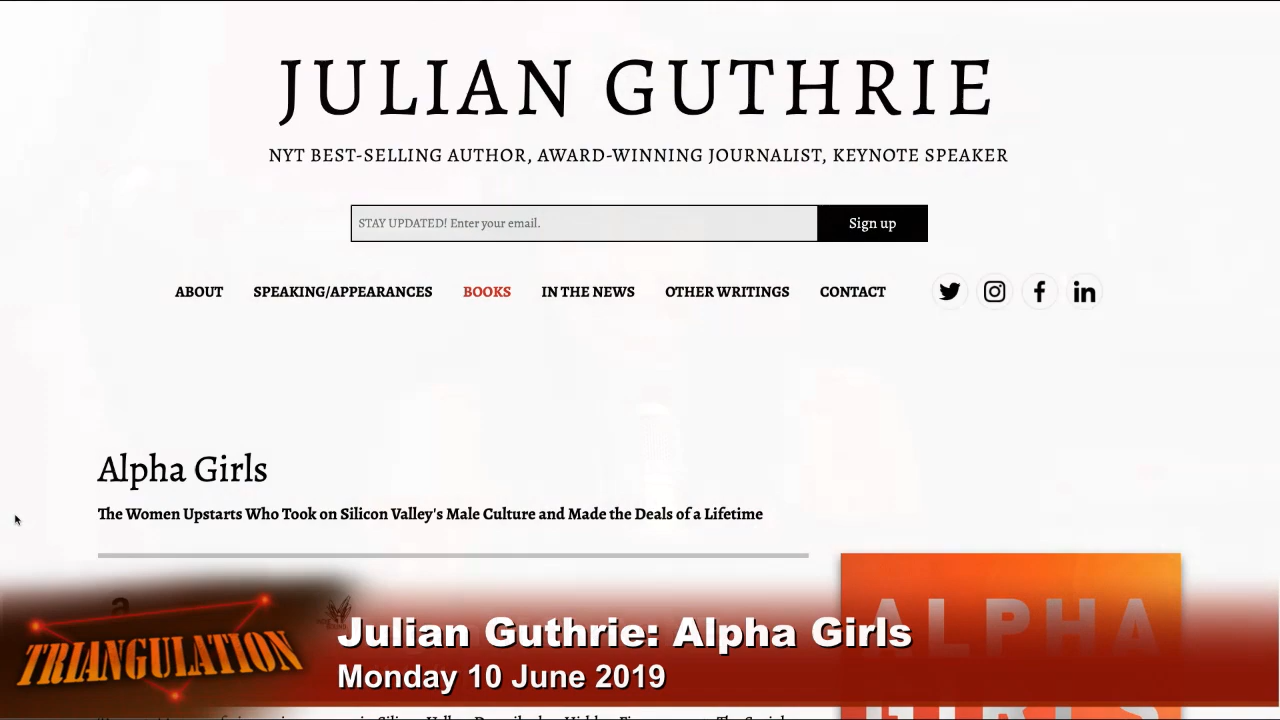 JULIAN GUTHRIE
NYT BEST-SELLING AUTHOR, AWARD-WINNING JOURNALIST, KEYNOTE SPEAKER
STAY UPDATED! Enter your email. Sign up
ABOUT SPEAKING/APPEARANCES BOOKS IN THE NEWS OTHER WRITINGS CONTACT
Alpha Girls
The Women Upstarts Who Took on Silicon Valley's Male Culture and Made the Deals of a Lifetime
a
ALPHA
GIRLS
TRIANGULATION
Julian Guthrie: Alpha Girls
Monday 10 June 2019